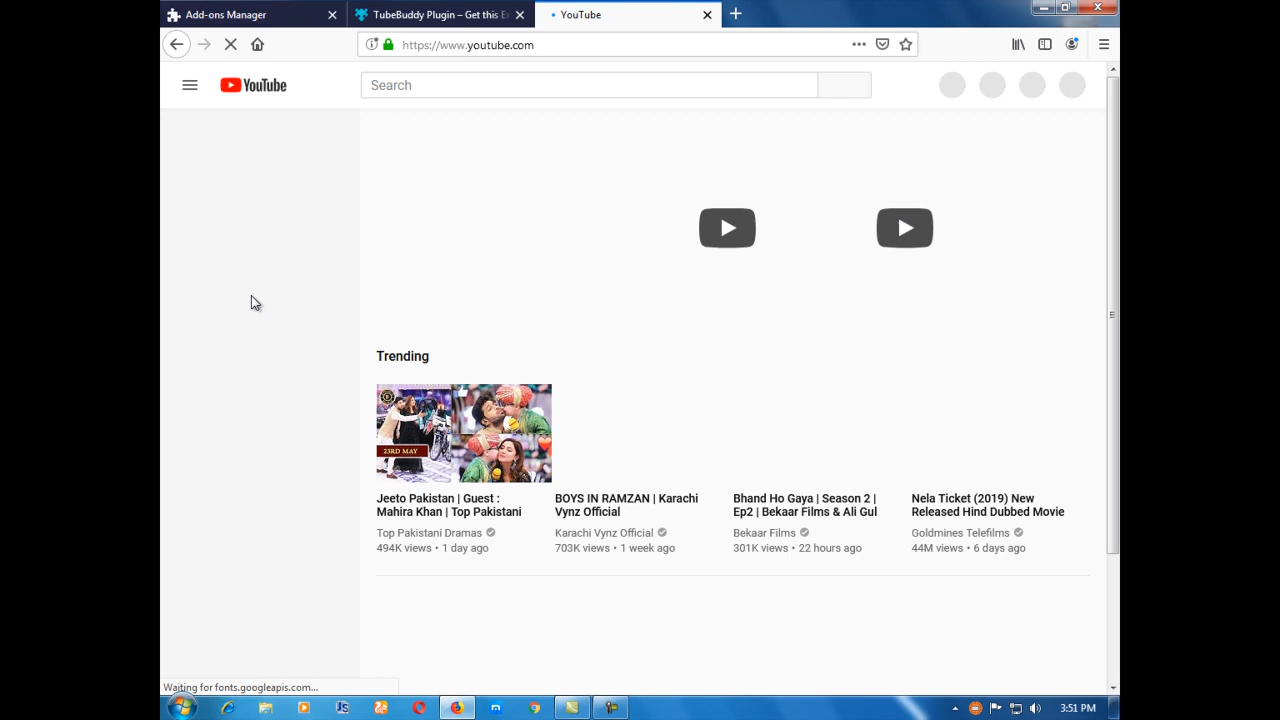 Add-ons Manager
TubeBuddy Plugin – Get this E
YouTube
https://www.youtube.com
YouTube
Search
Trending
23RD MAY
Jeeto Pakistan | Guest :
Mahira Khan | Top Pakistani
Top Pakistani Dramas
494K views • 1 day ago
BOYS IN RAMZAN | Karachi
Vynz Official
Karachi Vynz Official
703K views • 1 week ago
Bhand Ho Gaya | Season 2 |
Ep2 | Bekaar Films & Ali Gul
Bekaar Films
301K views • 22 hours ago
Nela Ticket (2019) New
Released Hind Dubbed Movie
Goldmines Telefilms
44M views • 6 days ago
Waiting for fonts.googleapis.com...
3:51 PM